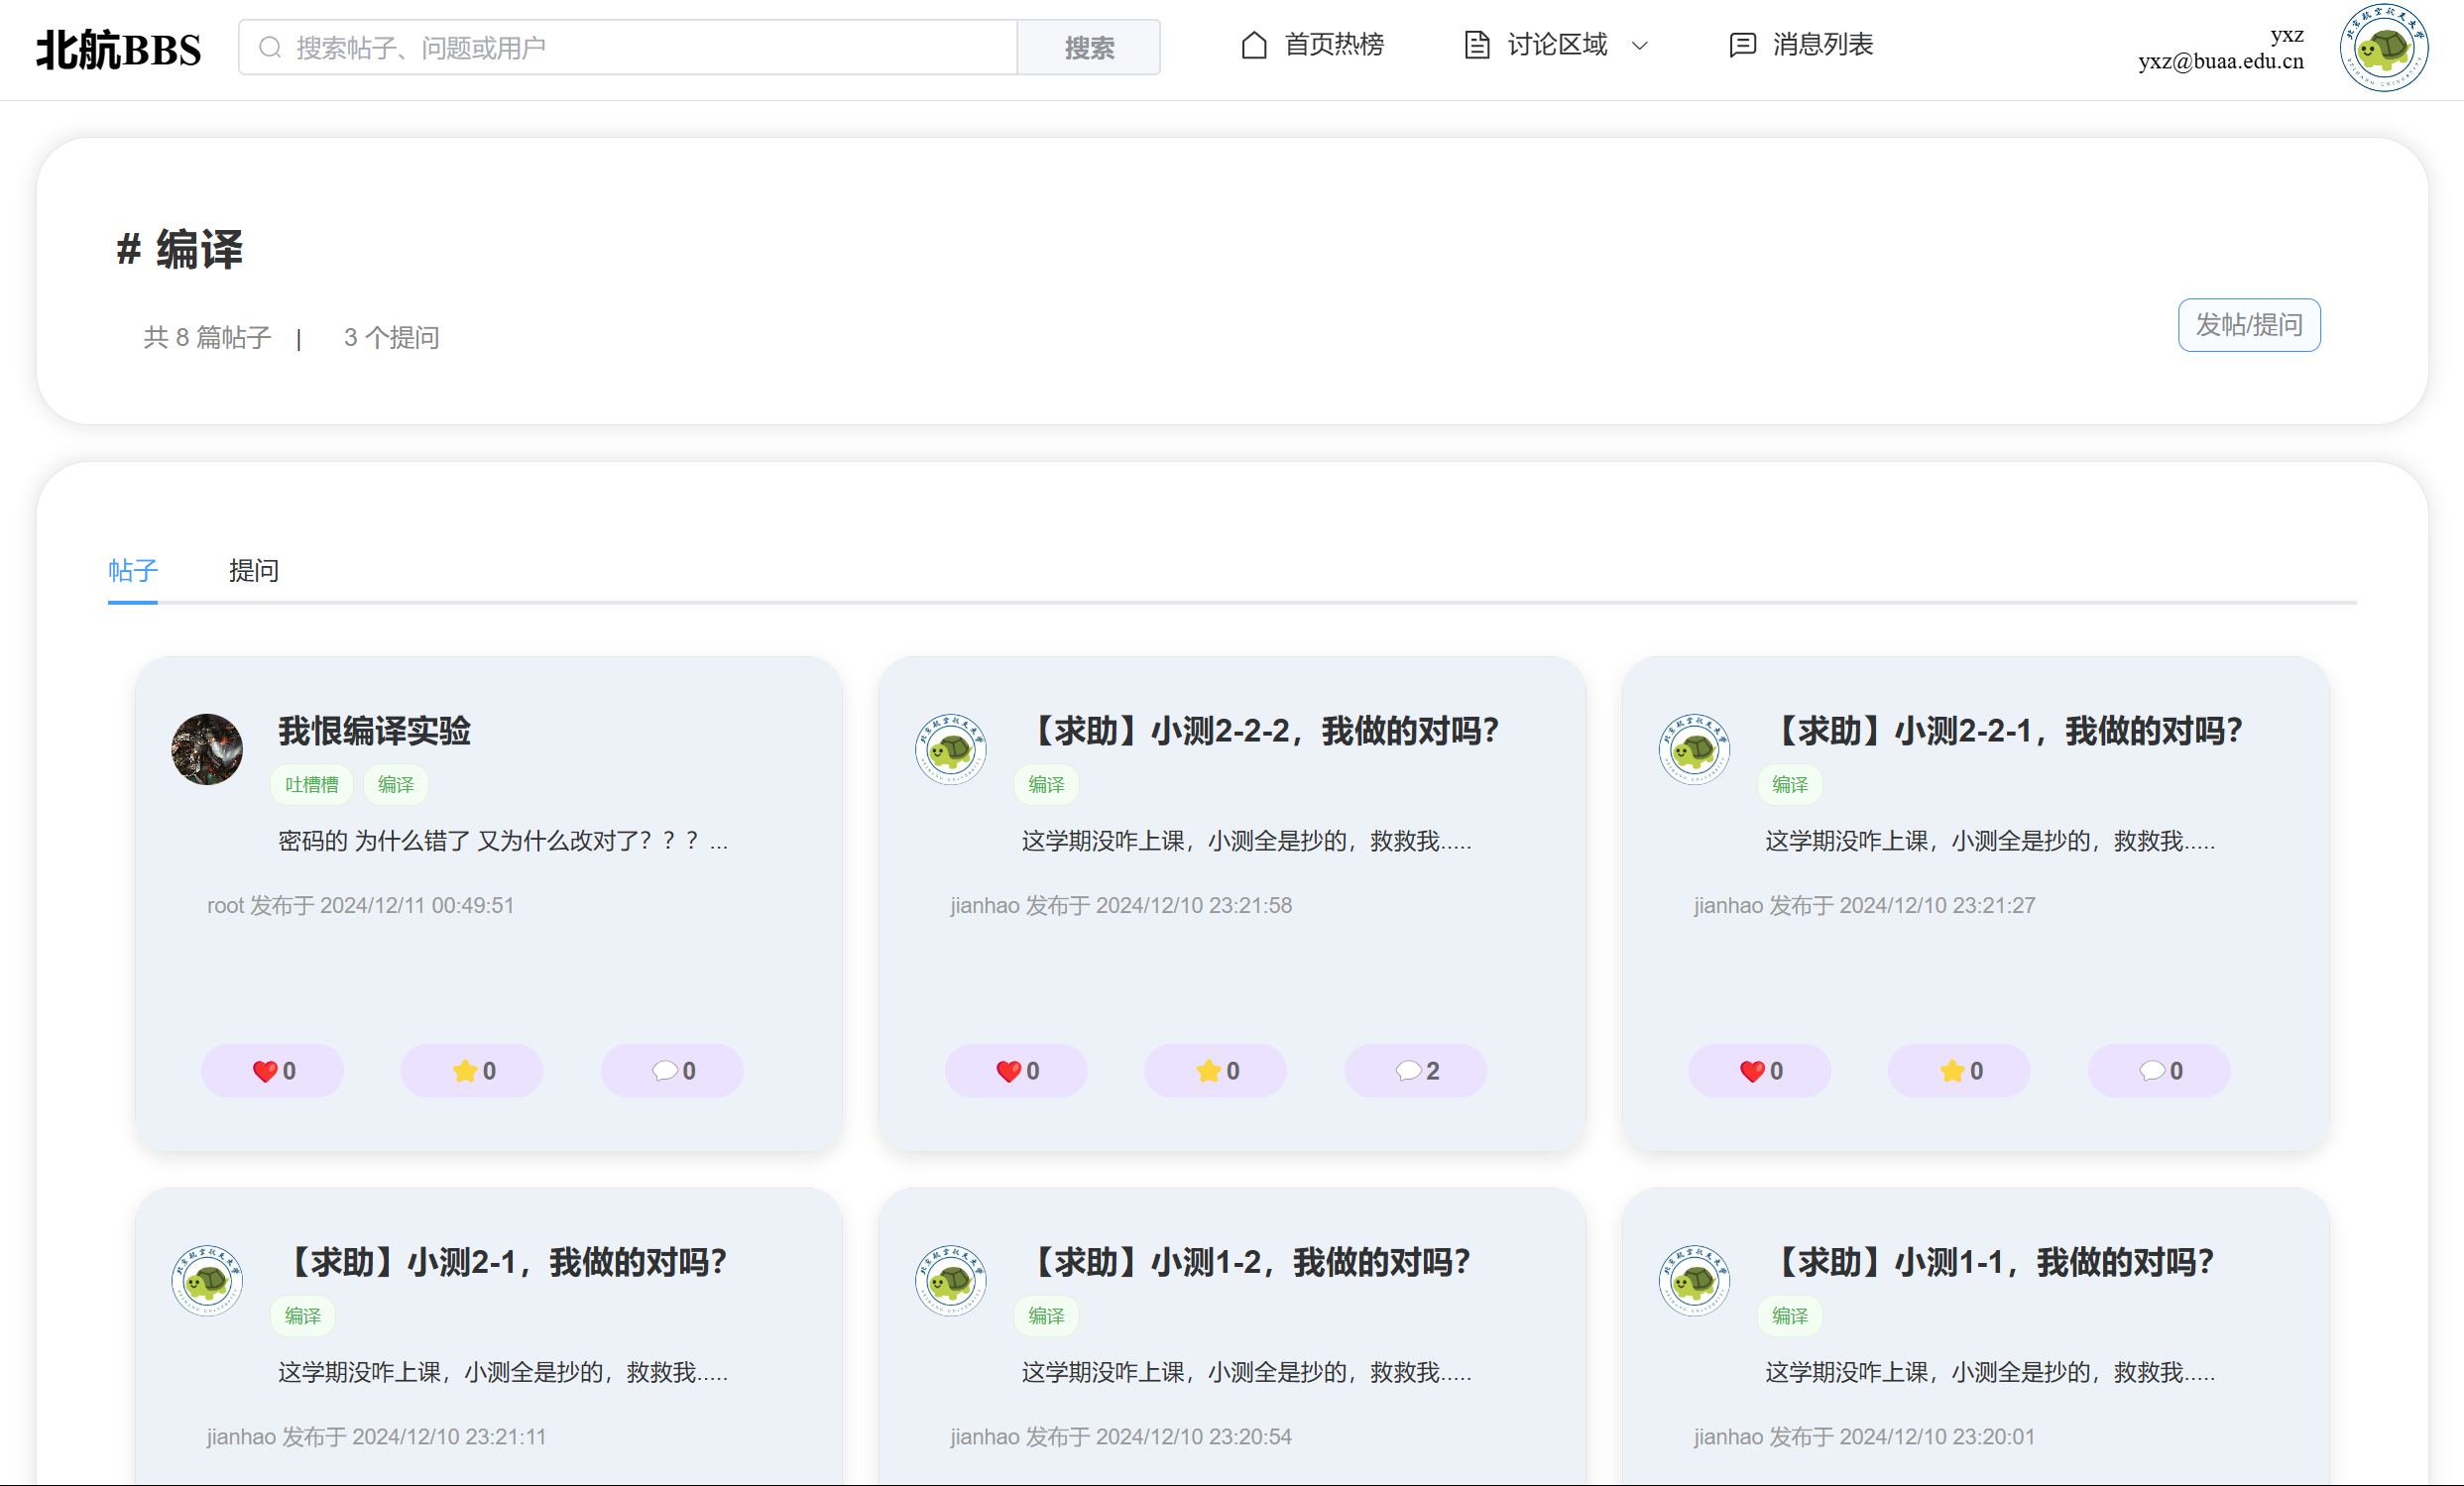 北航BBS
搜索帖子、问题或用户
搜索
首页热榜
讨论区域
消息列表
yxz
yxz@buaa.edu.cn
# 编译
共 8 篇帖子 | 3 个提问
发帖/提问
帖子 提问
我恨编译实验
吐槽槽 编译
密码的 为什么错了 又为什么改对了？？？...
root 发布于 2024/12/11 00:49:51
0 0 0
【求助】小测2-2-2，我做的对吗？
编译
这学期没咋上课，小测全是抄的，救救我.....
jianhao 发布于 2024/12/10 23:21:58
0 0 2
【求助】小测2-2-1，我做的对吗？
编译
这学期没咋上课，小测全是抄的，救救我.....
jianhao 发布于 2024/12/10 23:21:27
0 0 0
【求助】小测2-1，我做的对吗？
编译
这学期没咋上课，小测全是抄的，救救我.....
jianhao 发布于 2024/12/10 23:21:11
【求助】小测1-2，我做的对吗？
编译
这学期没咋上课，小测全是抄的，救救我.....
jianhao 发布于 2024/12/10 23:20:54
【求助】小测1-1，我做的对吗？
编译
这学期没咋上课，小测全是抄的，救救我.....
jianhao 发布于 2024/12/10 23:20:01